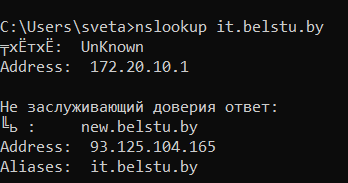 C:\Users\sveta>nslookup it.belstu.by
╤хЁтхЁ:  UnKnown
Address:  172.20.10.1
Не заслуживающий доверия ответ:
╚ь :     new.belstu.by
Address:  93.125.104.165
Aliases:  it.belstu.by